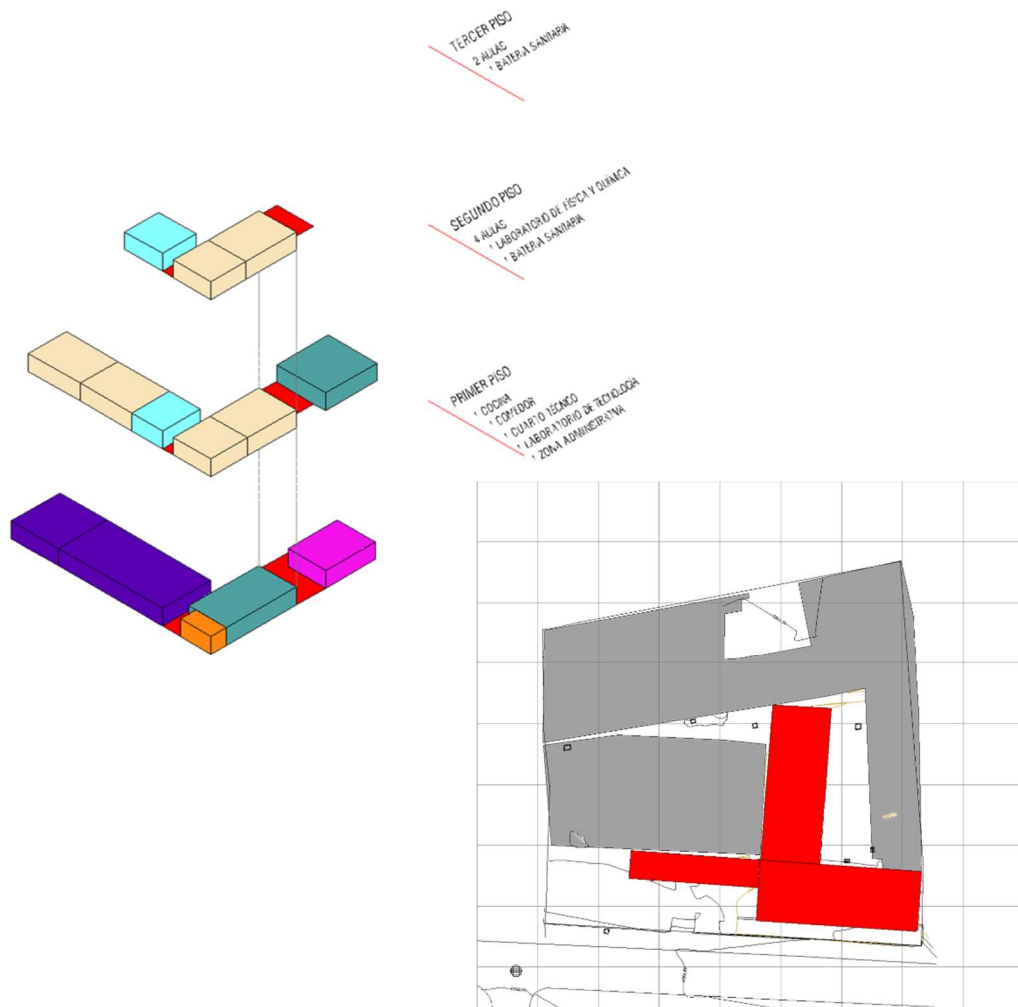 TERCER PISO
2 AULAS
1 BATERIA SANITARIA
SEGUNDO PISO
4 AULAS
1 LABORATORIO DE FÍSICA Y QUÍMICA
1 BATERIA SANITARIA
PRIMER PISO
1 COCINA
1 COMEDOR
1 CUARTO TÉCNICO
1 LABORATORIO DE TECNOLOGIA
1 ZONA ADMINISTRATIVA